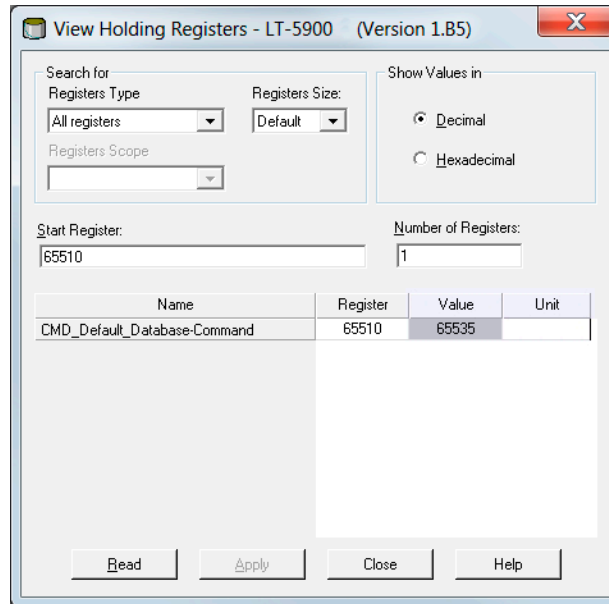 View Holding Registers - LT-5900 (Version 1.B5)
Search for
Registers Type
Registers Size:
All registers
Default
Registers Scope
Show Values in
Decimal
Hexadecimal
Start Register:
Number of Registers:
65510
1
Name Register Value Unit
CMD_Default_Database-Command 65510 65535
Read Apply Close Help